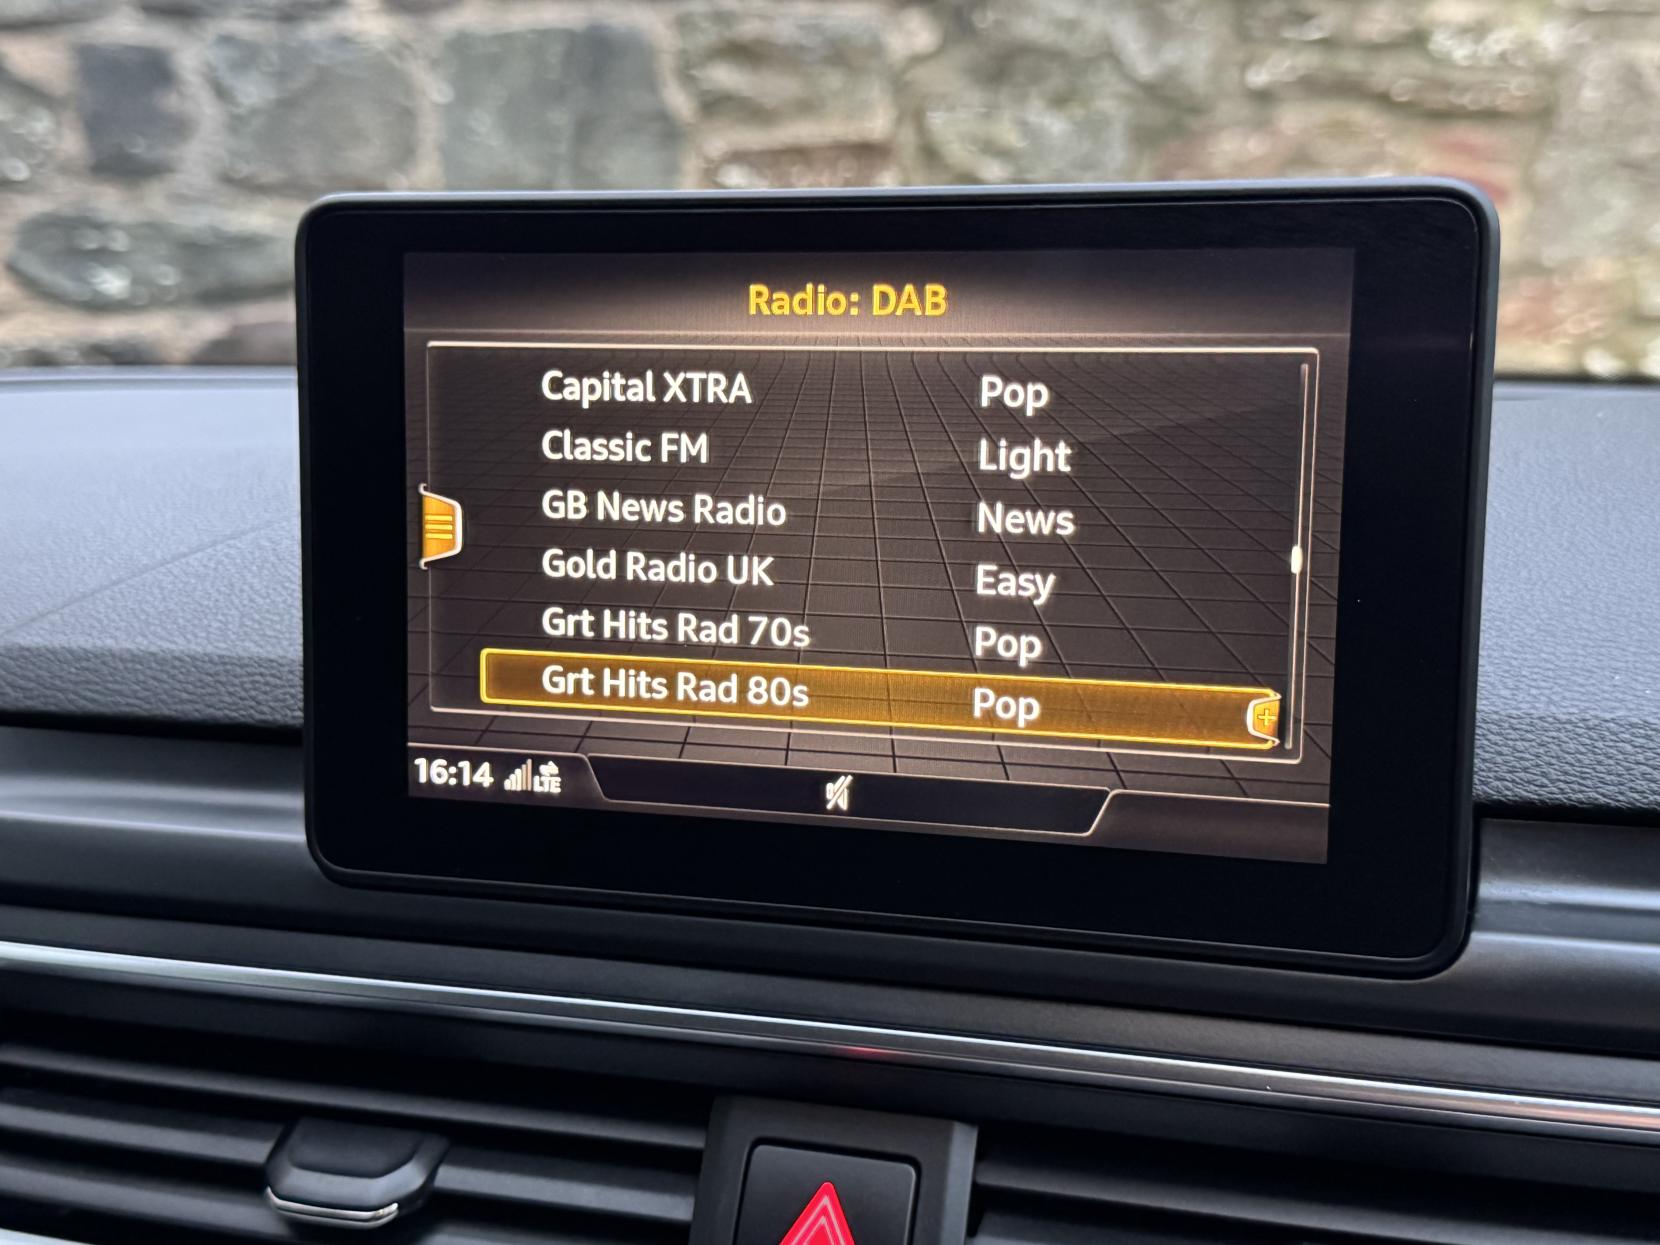 Radio: DAB
Capital XTRA Pop
Classic FM Light
GB News Radio News
Gold Radio UK Easy
Grt Hits Rad 70s Pop
Grt Hits Rad 80s Pop
16:14 LTE